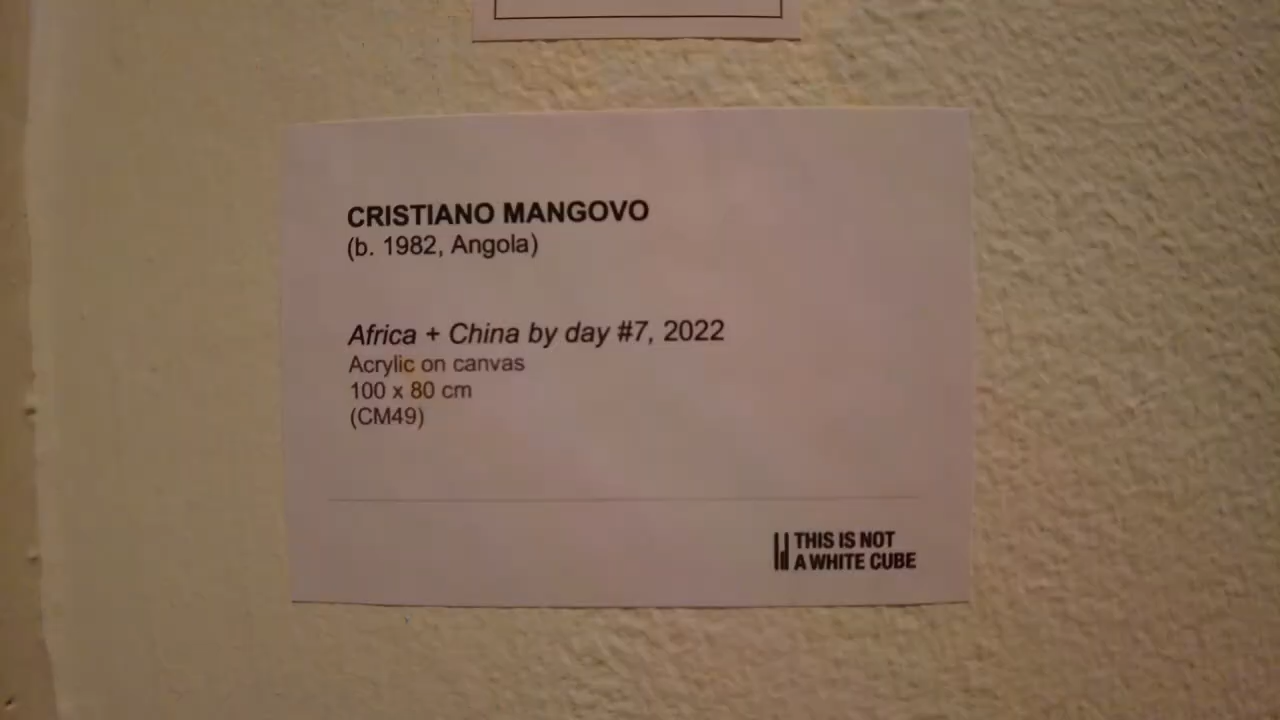 CRISTIANO MANGOVO
(b. 1982, Angola)
Africa + China by day #7, 2022
Acrylic on canvas
100 x 80 cm
(CM49)
THIS IS NOT
A WHITE CUBE